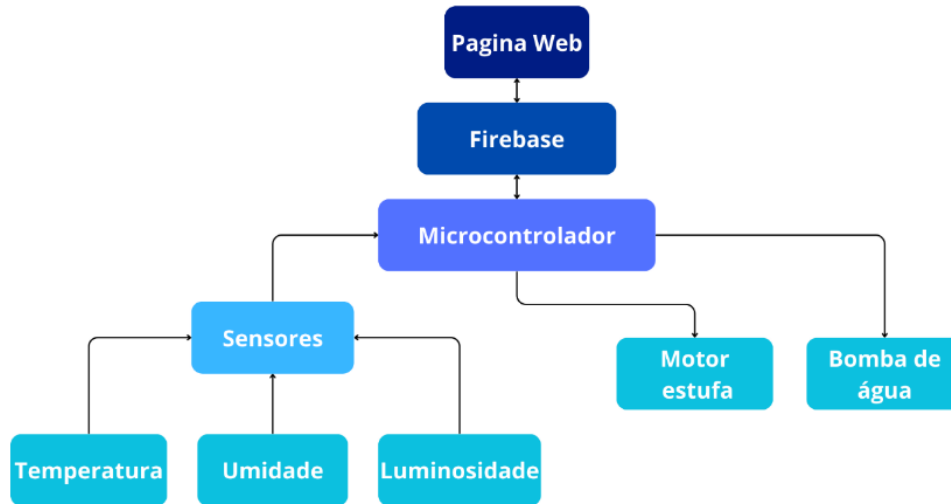 Pagina Web
Firebase
Microcontrolador
Sensores
Motor
estufa
Bomba de
água
Temperatura
Umidade
Luminosidade